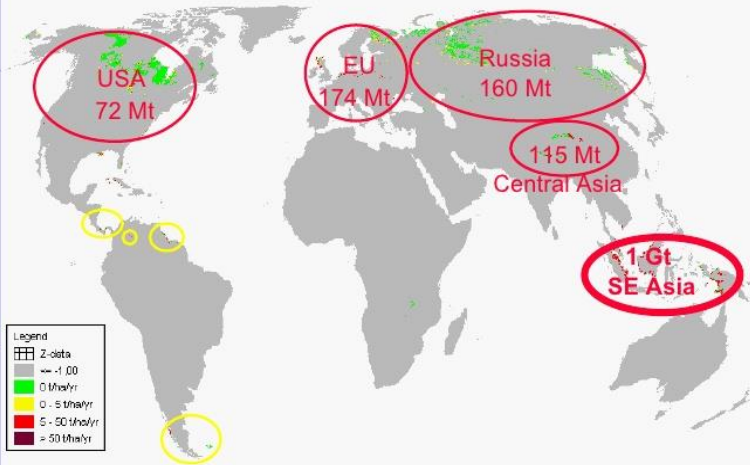 USA
72 Mt
EU
174 Mt
Russia
160 Mt
115 Mt
Central Asia
1 Gt
SE Asia
Legend
Z-data
<= -1,00
0 t/ha/yr
0 - 5 t/ha/yr
5 - 50 t/ha/yr
> 50 t/ha/yr